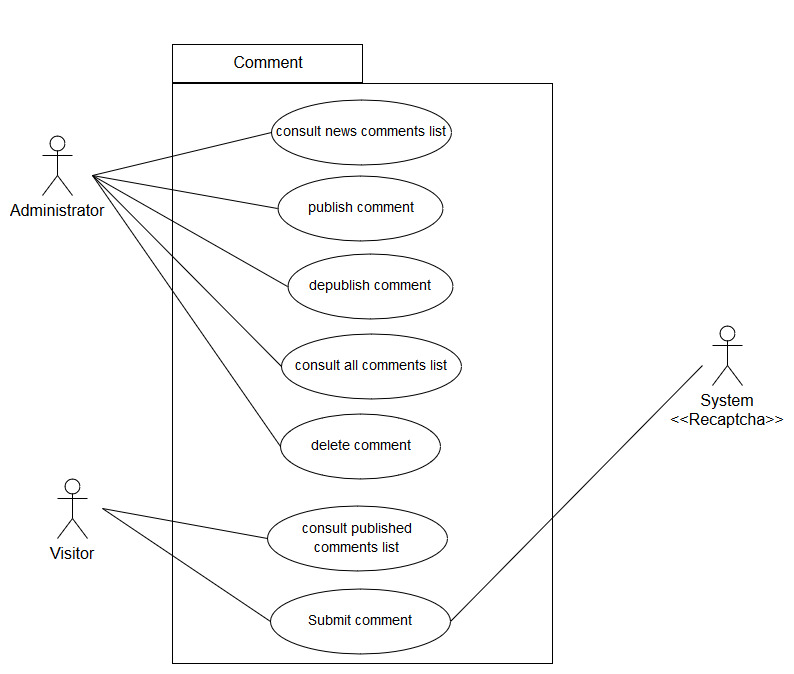 Comment
consult news comments list
Administrator
publish comment
depublish comment
consult all comments list
System
<<Recaptcha>>
delete comment
Visitor
consult published
comments list
Submit comment